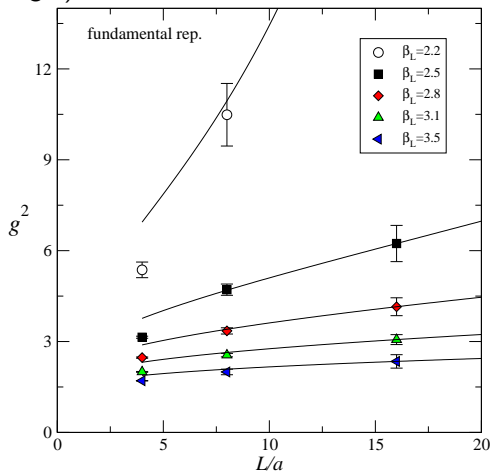 fundamental rep.
β_L=2.2
β_L=2.5
β_L=2.8
β_L=3.1
β_L=3.5
12
9
6
3
0
g²
0 5 10 15 20
L/a